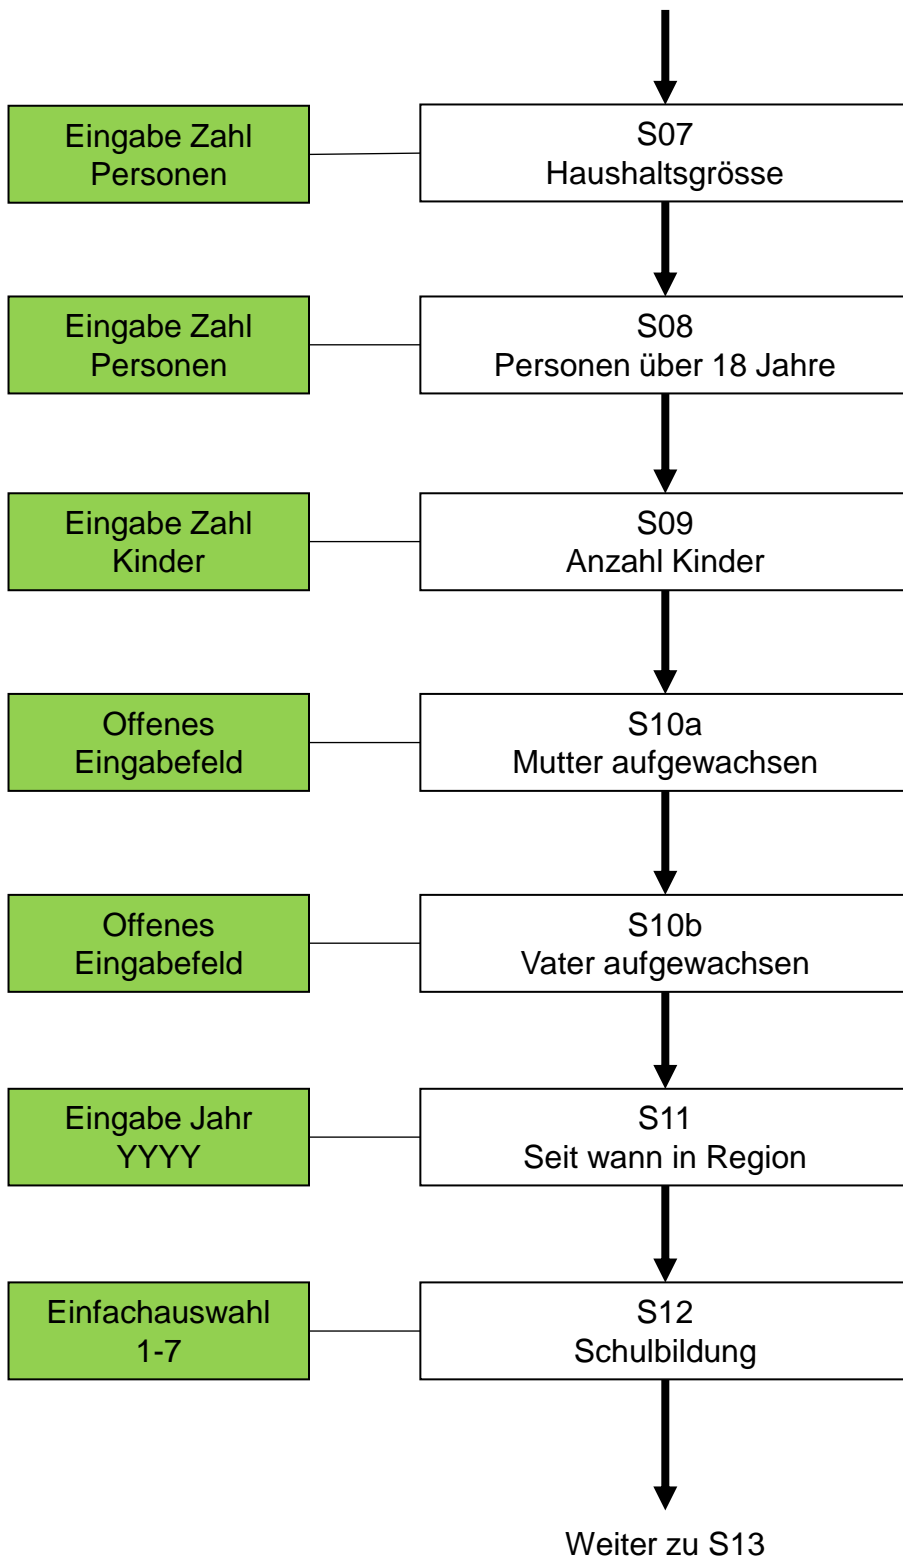 Eingabe Zahl
Personen
S07
Haushaltsgrösse
Eingabe Zahl
Personen
S08
Personen über 18 Jahre
Eingabe Zahl
Kinder
S09
Anzahl Kinder
Offenes
Eingabefeld
S10a
Mutter aufgewachsen
Offenes
Eingabefeld
S10b
Vater aufgewachsen
Eingabe Jahr
YYYY
S11
Seit wann in Region
Einfachauswahl
1-7
S12
Schulbildung
Weiter zu S13